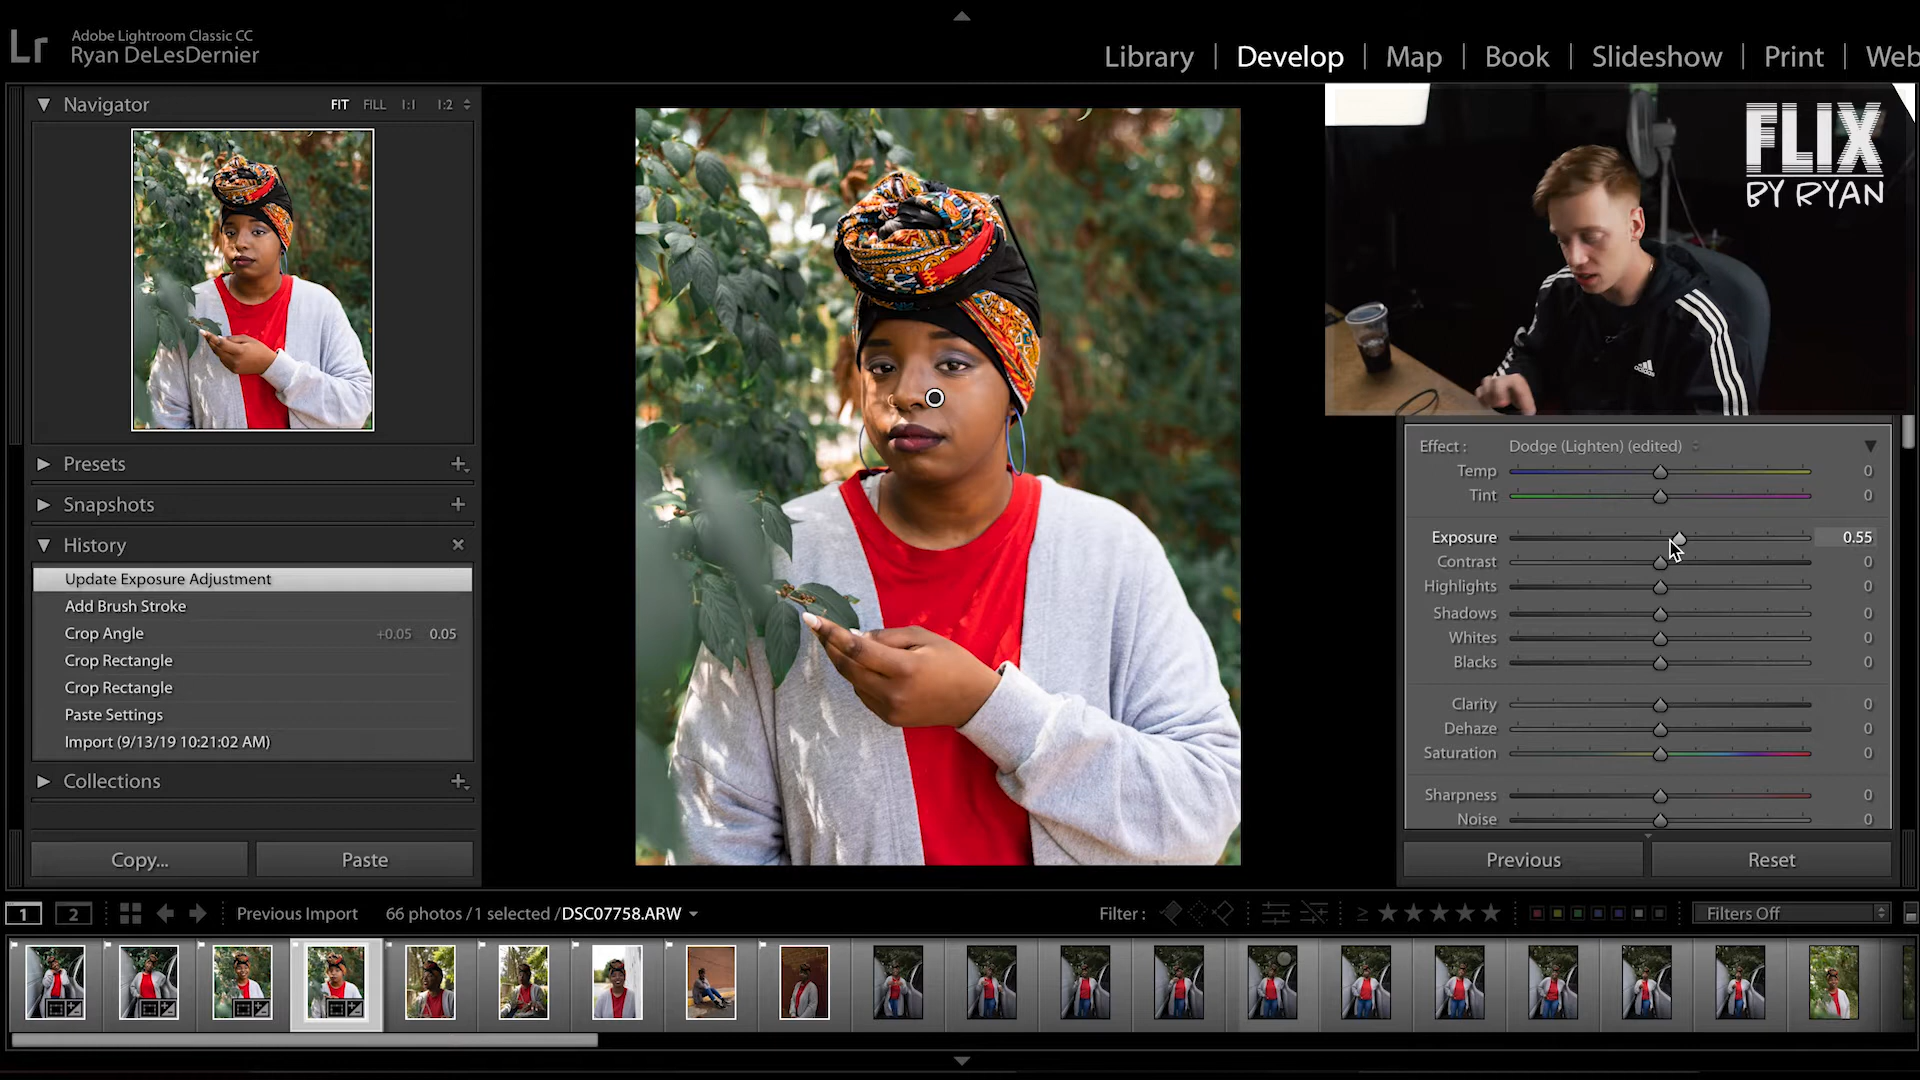 Lr
Adobe Lightroom Classic CC
Ryan DeLesDernier
Library | Develop | Map | Book | Slideshow | Print | Web
Navigator FIT FILL 1:1 1:2
FLIX
BY RYAN
adidas
Presets
Snapshots
History
Update Exposure Adjustment
Add Brush Stroke
Crop Angle +0.05 0.05
Crop Rectangle
Crop Rectangle
Paste Settings
Import (9/13/19 10:21:02 AM)
Collections
Copy... Paste
Effect : Dodge (Lighten) (edited)
Temp 0
Tint 0
Exposure 0.55
Contrast 0
Highlights 0
Shadows 0
Whites 0
Blacks 0
Clarity 0
Dehaze 0
Saturation 0
Sharpness 0
Noise 0
Previous Reset
1 2 Previous Import 66 photos / 1 selected / DSC07758.ARW Filter : ≥ ★★★★★ Filters Off